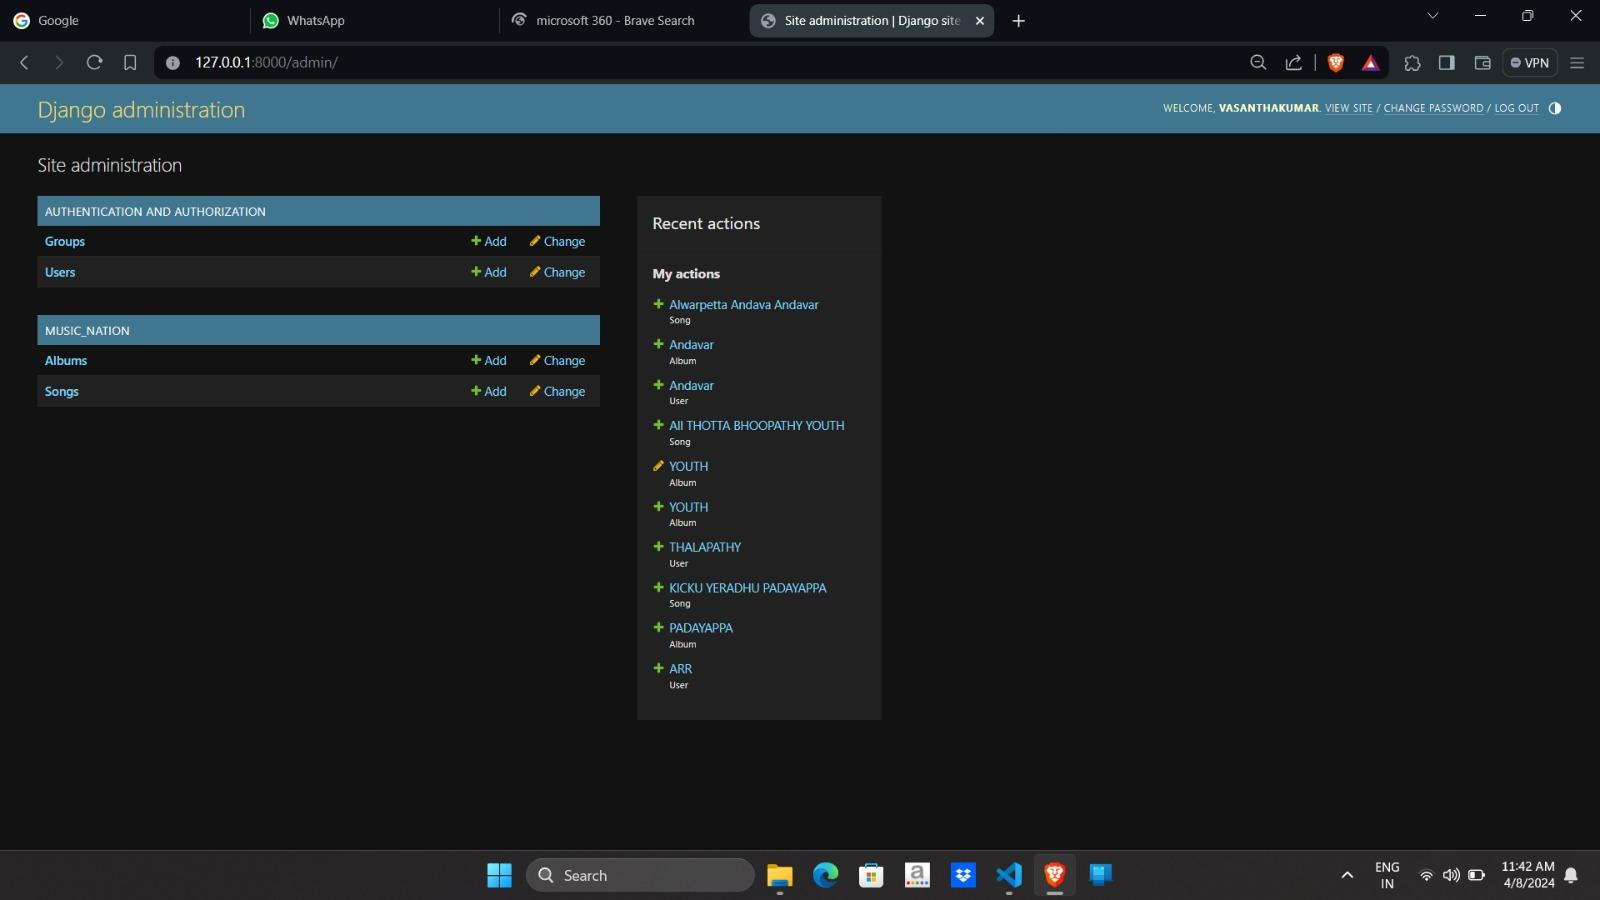 Google
WhatsApp
microsoft 360 - Brave Search
Site administration | Django site
127.0.0.1:8000/admin/
VPN
Django administration
WELCOME, VASANTHAKUMAR. VIEW SITE / CHANGE PASSWORD / LOG OUT
Site administration
AUTHENTICATION AND AUTHORIZATION
Groups Add Change
Users Add Change
MUSIC_NATION
Albums Add Change
Songs Add Change
Recent actions
My actions
Alwarpetta Andava Andavar
Song
Andavar
Album
Andavar
User
All THOTTA BHOOPATHY YOUTH
Song
YOUTH
Album
YOUTH
Album
THALAPATHY
User
KICKU YERADHU PADAYAPPA
Song
PADAYAPPA
Album
ARR
User
Search
a
ENG
IN
11:42 AM
4/8/2024